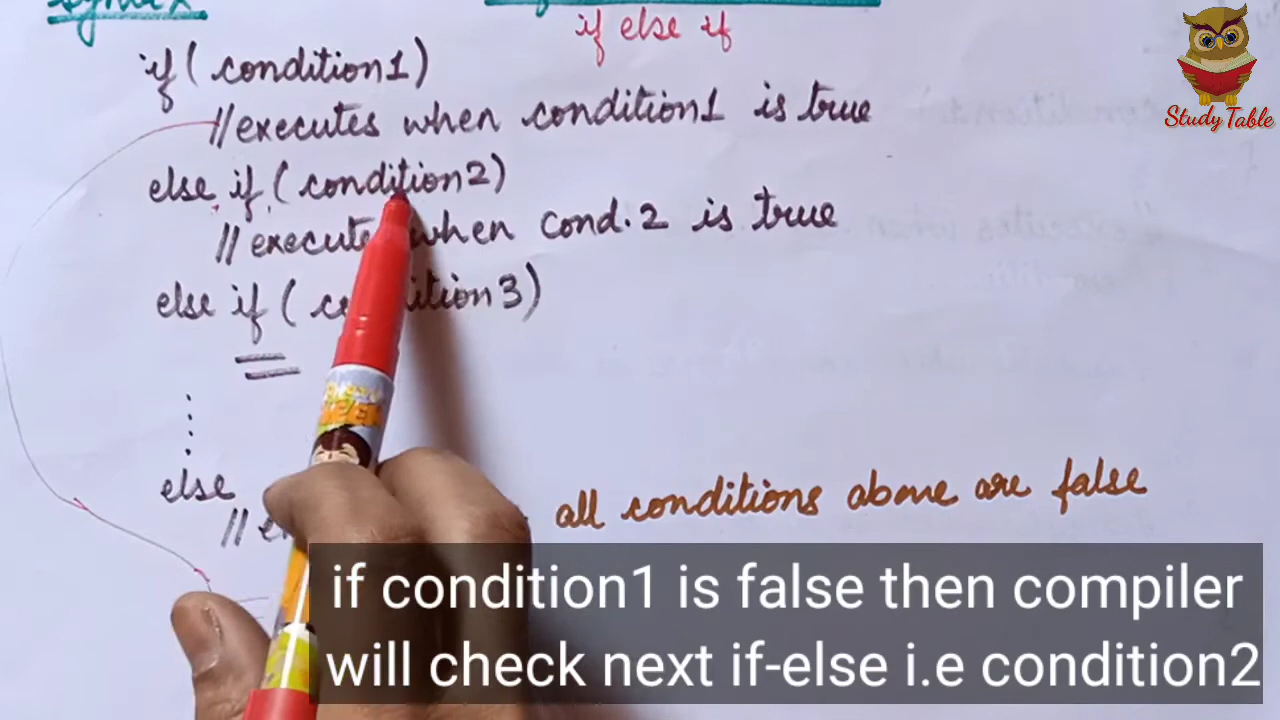 syntax
if else if
if( condition1)
//executes when condition1 is true
else if ( condition2)
//execute when cond. 2 is true
else if (
3)
else
//
all conditions above are false
Study Table
if condition1 is false then compiler
will check next if-else i.e condition2